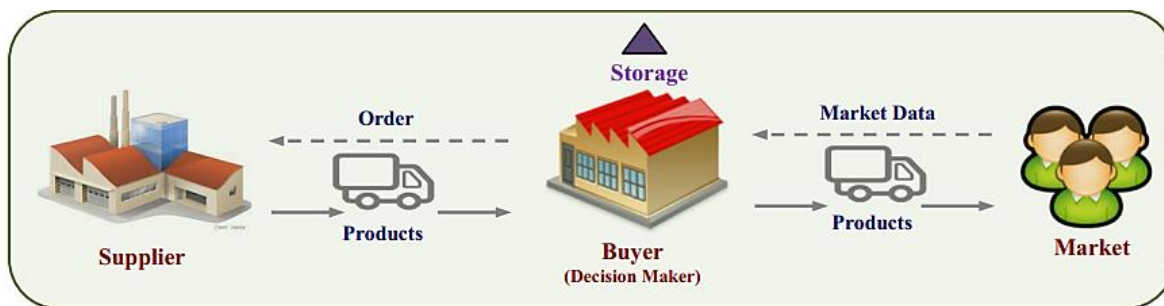 Storage
Order
Market Data
Products
Products
Supplier
Buyer
(Decision Maker)
Market